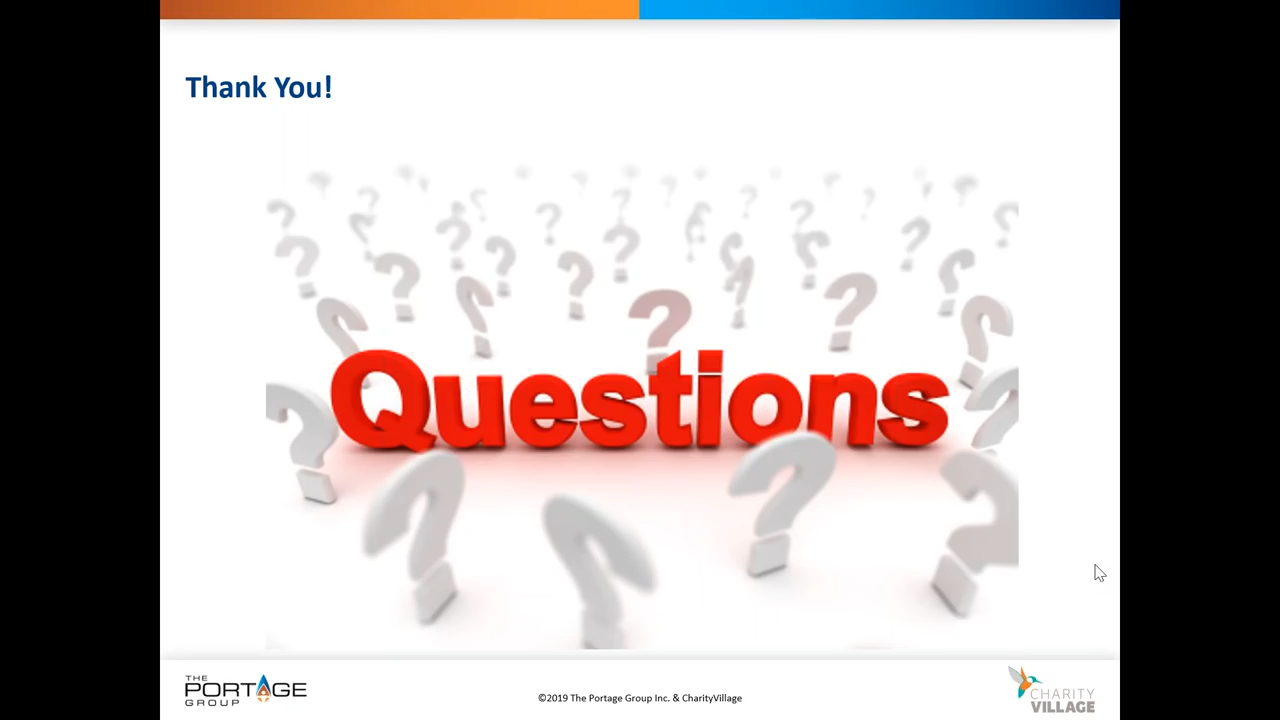 Thank You!
Questions
THE
PORTAGE
GROUP
©2019 The Portage Group Inc. & CharityVillage
CHARITY
VILLAGE